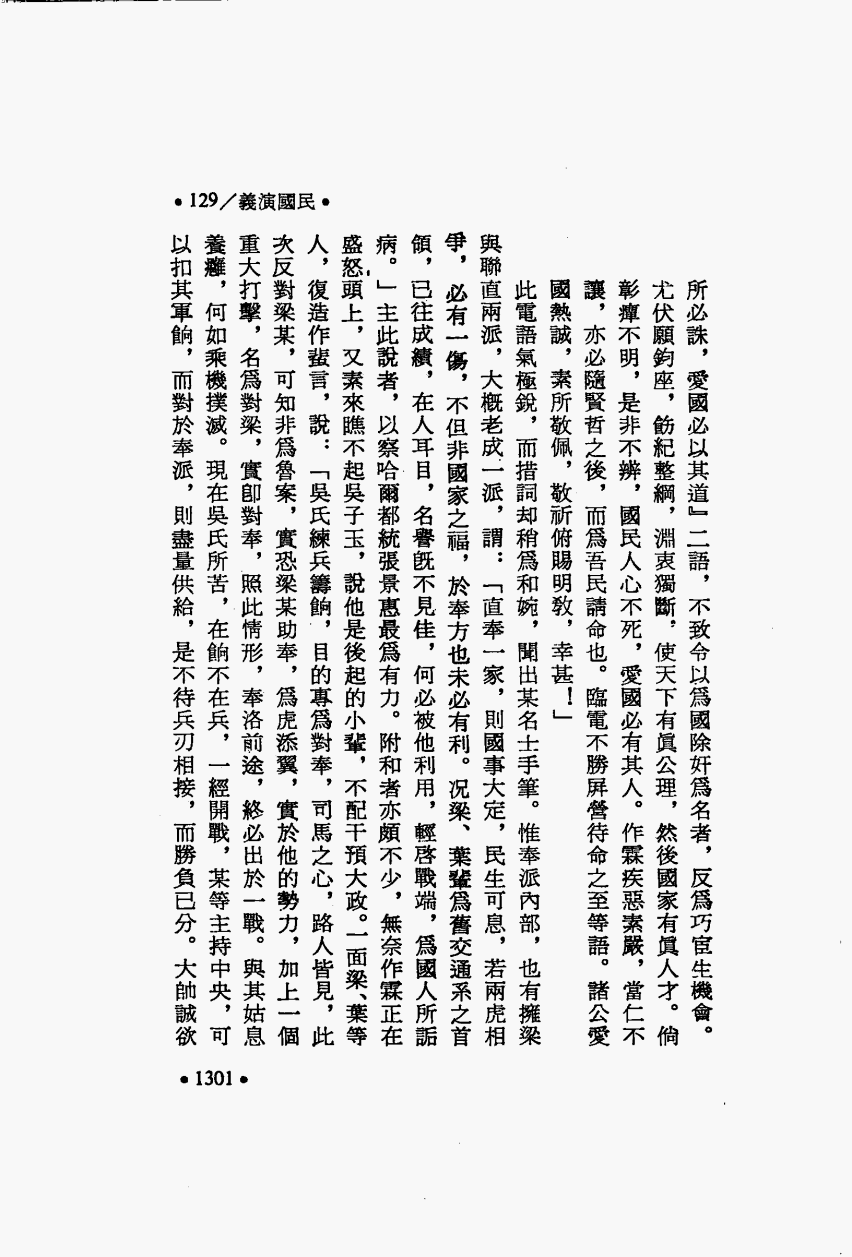 •129／義演國民•
所必誅，愛國必以其道』二語，不致令以爲國除奸爲名者，反爲巧宦生機會。
尤伏願鈞座，飭紀整綱，淵衷獨斷，使天下有眞公理，然後國家有眞人才。倘
彰癉不明，是非不辨，國民人心不死，愛國必有其人。作霖疾惡素嚴，當仁不
讓，亦必隨賢哲之後，而爲吾民請命也。臨電不勝屏營待命之至等語。諸公愛
國熱誠，素所敬佩，敬祈俯賜明敎，幸甚！」
此電語氣極銳，而措詞却稍爲和婉，聞出某名士手筆。惟奉派內部，也有擁梁
與聯直兩派，大概老成一派，謂：「直奉一家，則國事大定，民生可息，若兩虎相
爭，必有一傷，不但非國家之福，於奉方也未必有利。况梁、葉輩爲舊交通系之首
領，已往成績，在人耳目，名譽旣不見佳，何必被他利用，輕啓戰端，爲國人所詬
病。」主此說者，以察哈爾都統張景惠最爲有力。附和者亦頗不少，無奈作霖正在
盛怒頭上，又素來瞧不起吳子玉，說他是後起的小輩，不配干預大政。一面梁、葉等
人，復造作蜚言，說：「吳氏練兵籌餉，目的專爲對奉，司馬之心，路人皆見，此
次反對梁某，可知非爲魯案，實恐梁某助奉，爲虎添翼，實於他的勢力，加上一個
重大打擊，名爲對梁，實卽對奉，照此情形，奉洛前途，終必出於一戰。與其姑息
養癰，何如乘機撲滅。現在吳氏所苦，在餉不在兵，一經開戰，某等主持中央，可
以扣其軍餉，而對於奉派，則盡量供給，是不待兵刃相接，而勝負已分。大帥誠欲
•1301•